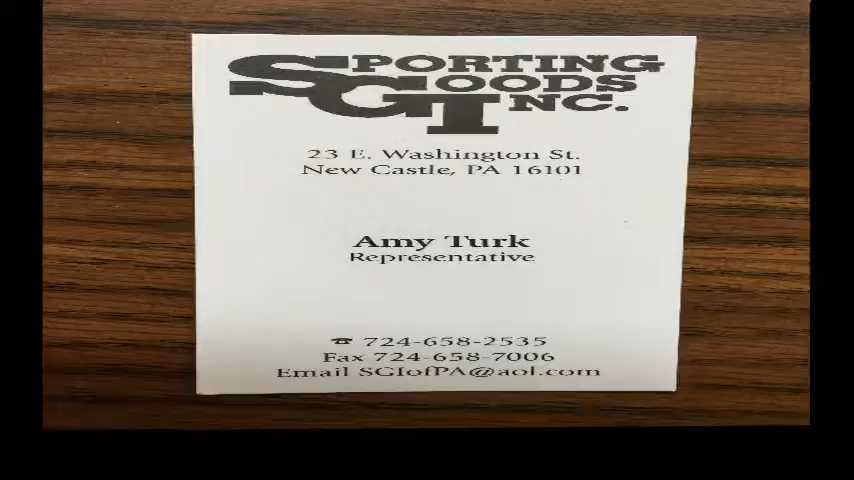 SPORTING
GOODS
INC.
23 E. Washington St.
New Castle, PA 16101
Amy Turk
Representative
☎ 724-658-2535
Fax 724-658-7006
Email SGIofPA@aol.com